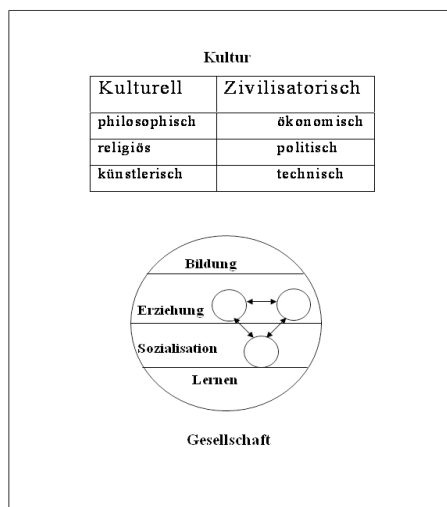 Kultur
Kulturell Zivilisatorisch
philosophisch ökonomisch
religiös politisch
künstlerisch technisch
Bildung
Erziehung
Sozialisation
Lernen
Gesellschaft